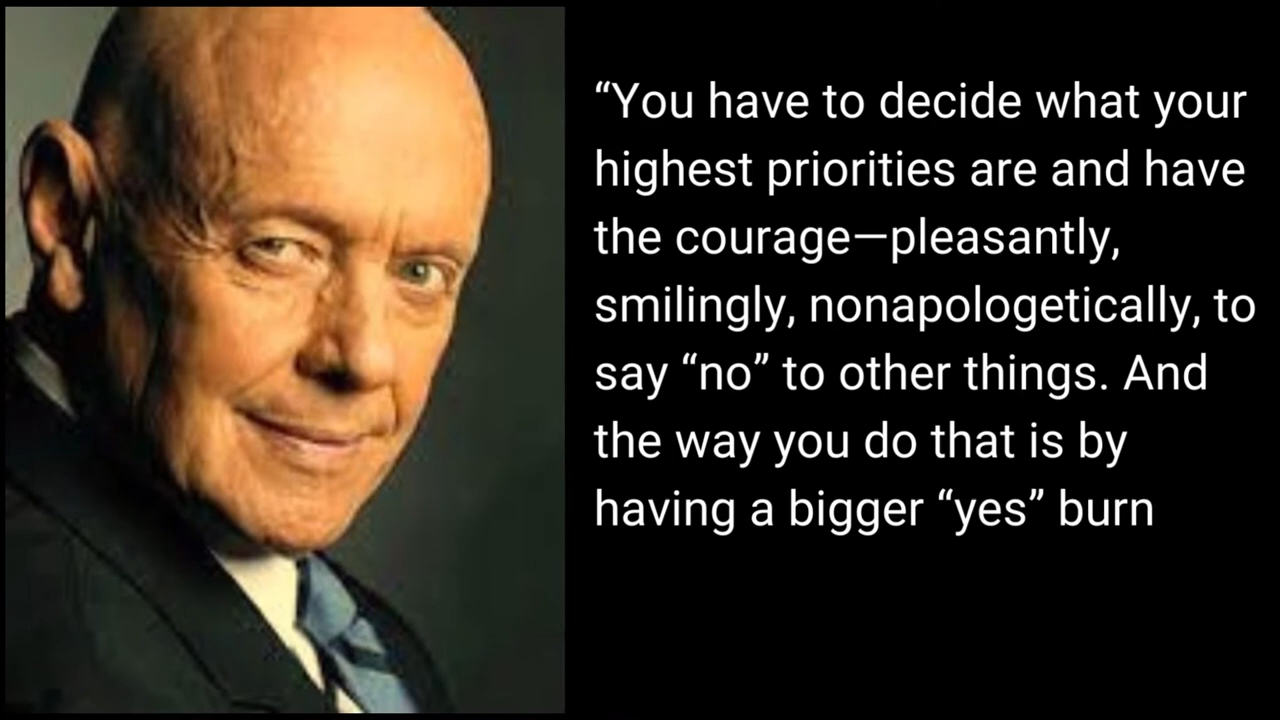 “You have to decide what your
highest priorities are and have
the courage—pleasantly,
smilingly, nonapologetically, to
say “no” to other things. And
the way you do that is by
having a bigger “yes” burn